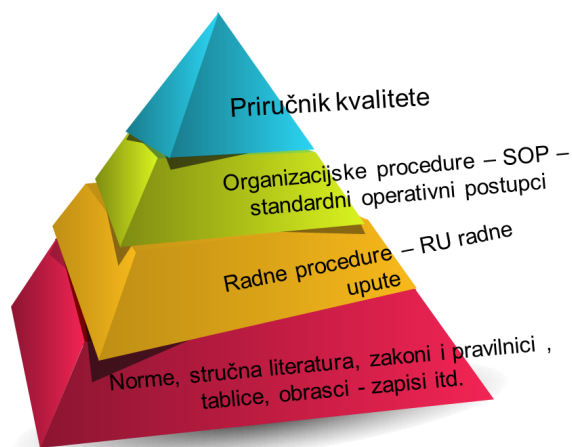 Priručnik kvalitete
Organizacijske procedure – SOP –
standardni operativni postupci
Radne procedure – RU radne
upute
Norme, stručna literatura, zakoni i pravilnici ,
tablice, obrasci - zapisi itd.